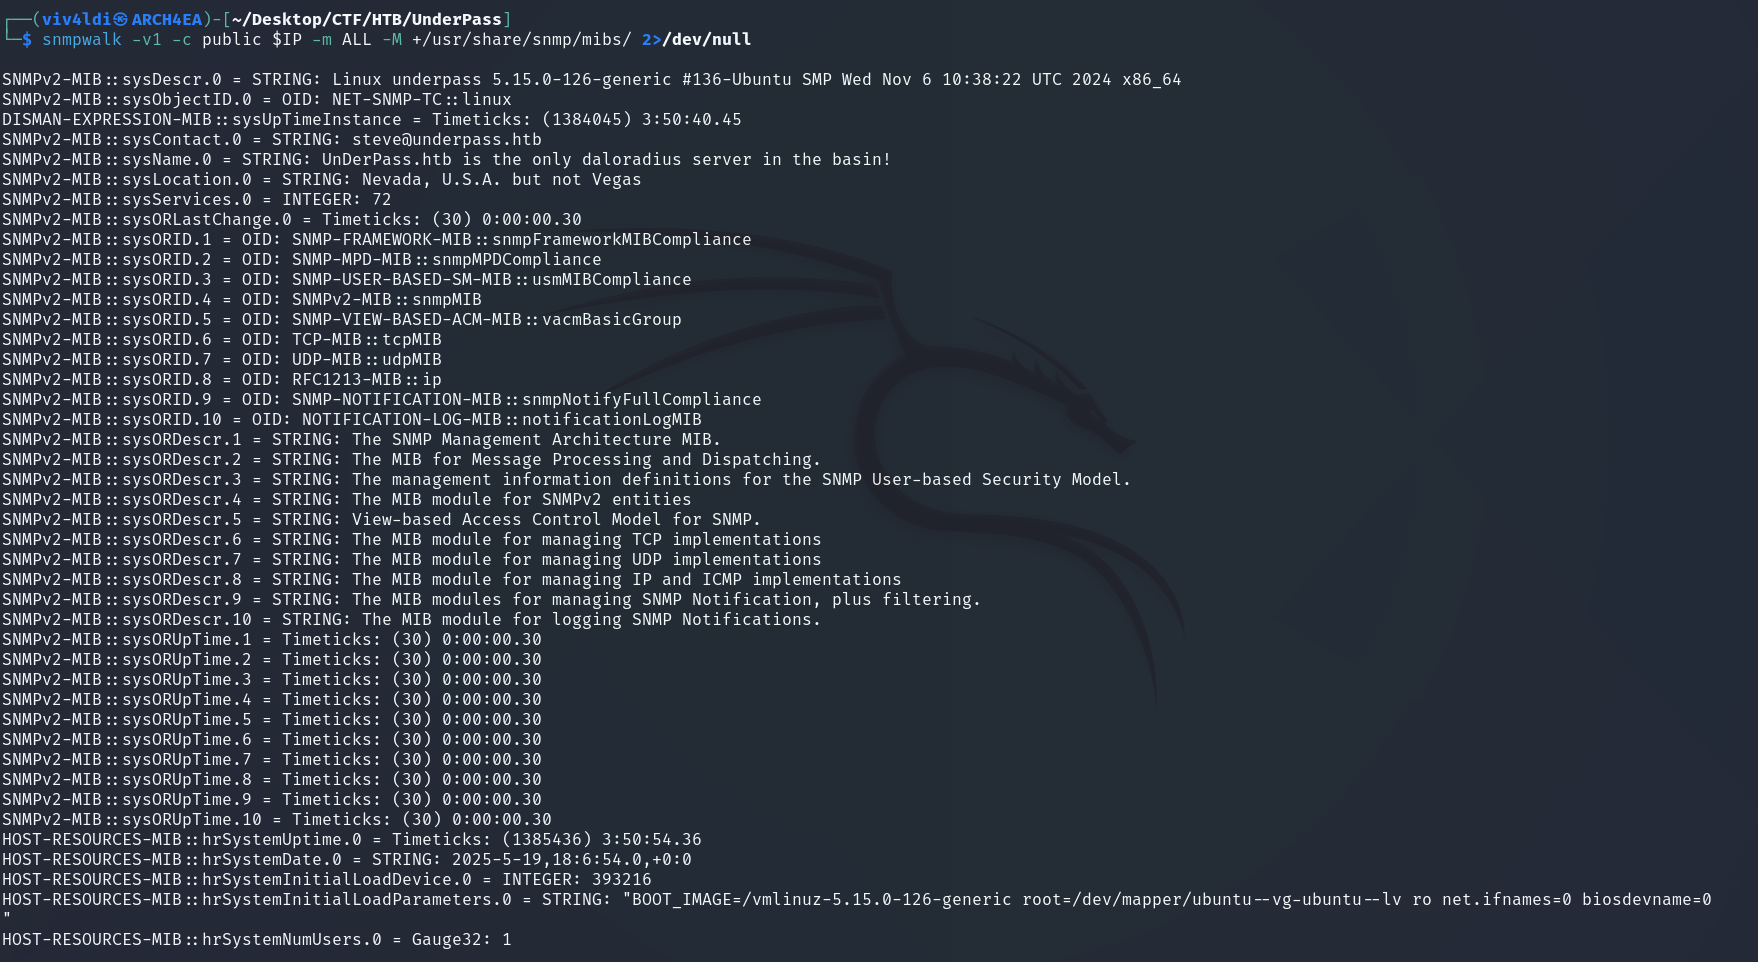 ┌──(viv4ldi㉿ARCH4EA)-[~/Desktop/CTF/HTB/UnderPass]
└─$ snmpwalk -v1 -c public $IP -m ALL -M +/usr/share/snmp/mibs/ 2>/dev/null
SNMPv2-MIB::sysDescr.0 = STRING: Linux underpass 5.15.0-126-generic #136-Ubuntu SMP Wed Nov 6 10:38:22 UTC 2024 x86_64
SNMPv2-MIB::sysObjectID.0 = OID: NET-SNMP-TC::linux
DISMAN-EXPRESSION-MIB::sysUpTimeInstance = Timeticks: (1384045) 3:50:40.45
SNMPv2-MIB::sysContact.0 = STRING: steve@underpass.htb
SNMPv2-MIB::sysName.0 = STRING: UnDerPass.htb is the only daloradius server in the basin!
SNMPv2-MIB::sysLocation.0 = STRING: Nevada, U.S.A. but not Vegas
SNMPv2-MIB::sysServices.0 = INTEGER: 72
SNMPv2-MIB::sysORLastChange.0 = Timeticks: (30) 0:00:00.30
SNMPv2-MIB::sysORID.1 = OID: SNMP-FRAMEWORK-MIB::snmpFrameworkMIBCompliance
SNMPv2-MIB::sysORID.2 = OID: SNMP-MPD-MIB::snmpMPDCompliance
SNMPv2-MIB::sysORID.3 = OID: SNMP-USER-BASED-SM-MIB::usmMIBCompliance
SNMPv2-MIB::sysORID.4 = OID: SNMPv2-MIB::snmpMIB
SNMPv2-MIB::sysORID.5 = OID: SNMP-VIEW-BASED-ACM-MIB::vacmBasicGroup
SNMPv2-MIB::sysORID.6 = OID: TCP-MIB::tcpMIB
SNMPv2-MIB::sysORID.7 = OID: UDP-MIB::udpMIB
SNMPv2-MIB::sysORID.8 = OID: RFC1213-MIB::ip
SNMPv2-MIB::sysORID.9 = OID: SNMP-NOTIFICATION-MIB::snmpNotifyFullCompliance
SNMPv2-MIB::sysORID.10 = OID: NOTIFICATION-LOG-MIB::notificationLogMIB
SNMPv2-MIB::sysORDescr.1 = STRING: The SNMP Management Architecture MIB.
SNMPv2-MIB::sysORDescr.2 = STRING: The MIB for Message Processing and Dispatching.
SNMPv2-MIB::sysORDescr.3 = STRING: The management information definitions for the SNMP User-based Security Model.
SNMPv2-MIB::sysORDescr.4 = STRING: The MIB module for SNMPv2 entities
SNMPv2-MIB::sysORDescr.5 = STRING: View-based Access Control Model for SNMP.
SNMPv2-MIB::sysORDescr.6 = STRING: The MIB module for managing TCP implementations
SNMPv2-MIB::sysORDescr.7 = STRING: The MIB module for managing UDP implementations
SNMPv2-MIB::sysORDescr.8 = STRING: The MIB module for managing IP and ICMP implementations
SNMPv2-MIB::sysORDescr.9 = STRING: The MIB modules for managing SNMP Notification, plus filtering.
SNMPv2-MIB::sysORDescr.10 = STRING: The MIB module for logging SNMP Notifications.
SNMPv2-MIB::sysORUpTime.1 = Timeticks: (30) 0:00:00.30
SNMPv2-MIB::sysORUpTime.2 = Timeticks: (30) 0:00:00.30
SNMPv2-MIB::sysORUpTime.3 = Timeticks: (30) 0:00:00.30
SNMPv2-MIB::sysORUpTime.4 = Timeticks: (30) 0:00:00.30
SNMPv2-MIB::sysORUpTime.5 = Timeticks: (30) 0:00:00.30
SNMPv2-MIB::sysORUpTime.6 = Timeticks: (30) 0:00:00.30
SNMPv2-MIB::sysORUpTime.7 = Timeticks: (30) 0:00:00.30
SNMPv2-MIB::sysORUpTime.8 = Timeticks: (30) 0:00:00.30
SNMPv2-MIB::sysORUpTime.9 = Timeticks: (30) 0:00:00.30
SNMPv2-MIB::sysORUpTime.10 = Timeticks: (30) 0:00:00.30
HOST-RESOURCES-MIB::hrSystemUptime.0 = Timeticks: (1385436) 3:50:54.36
HOST-RESOURCES-MIB::hrSystemDate.0 = STRING: 2025-5-19,18:6:54.0,+0:0
HOST-RESOURCES-MIB::hrSystemInitialLoadDevice.0 = INTEGER: 393216
HOST-RESOURCES-MIB::hrSystemInitialLoadParameters.0 = STRING: "BOOT_IMAGE=/vmlinuz-5.15.0-126-generic root=/dev/mapper/ubuntu--vg-ubuntu--lv ro net.ifnames=0 biosdevname=0
"
HOST-RESOURCES-MIB::hrSystemNumUsers.0 = Gauge32: 1